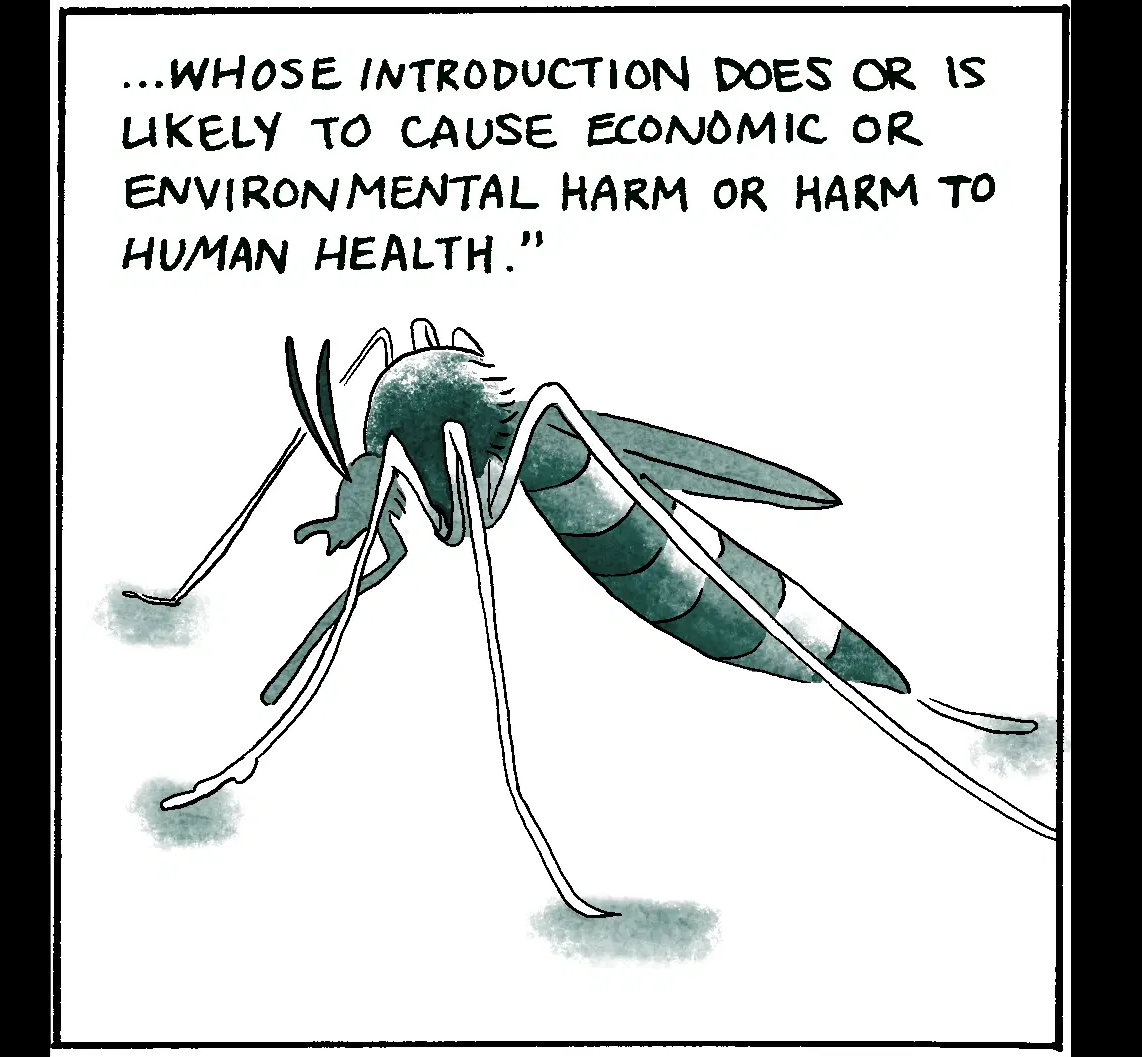 ...WHOSE INTRODUCTION DOES OR IS
LIKELY TO CAUSE ECONOMIC OR
ENVIRONMENTAL HARM OR HARM TO
HUMAN HEALTH.”